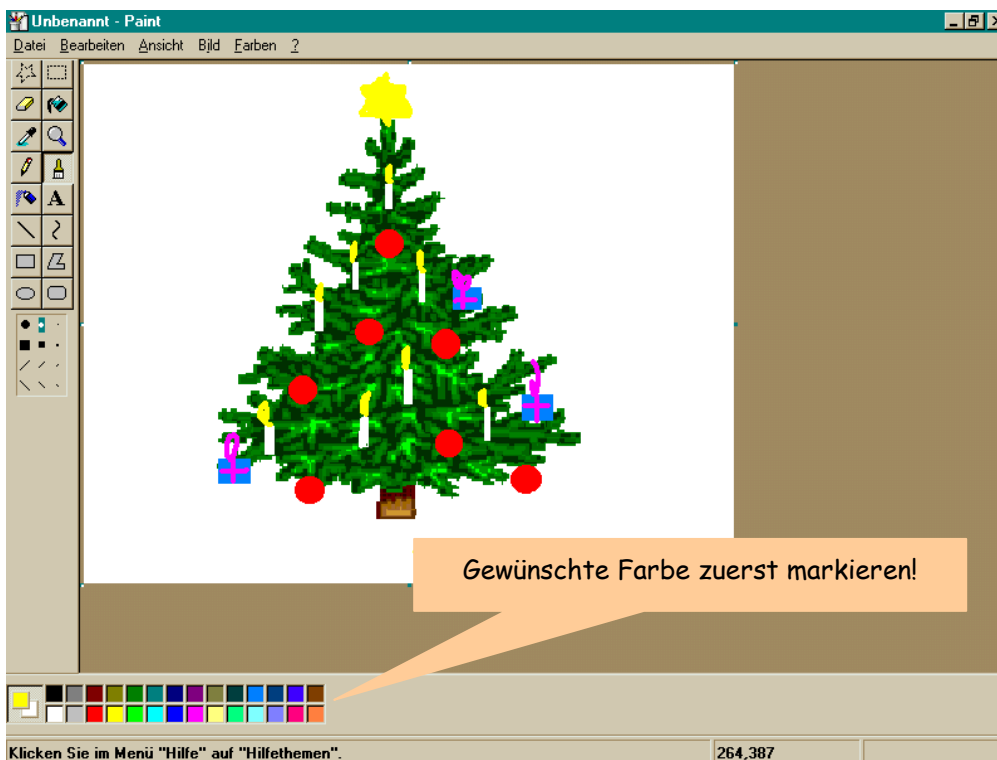 Unbenannt - Paint
Datei Bearbeiten Ansicht Bild Farben ?
A
Gewünschte Farbe zuerst markieren!
Klicken Sie im Menü "Hilfe" auf "Hilfethemen".
264,387